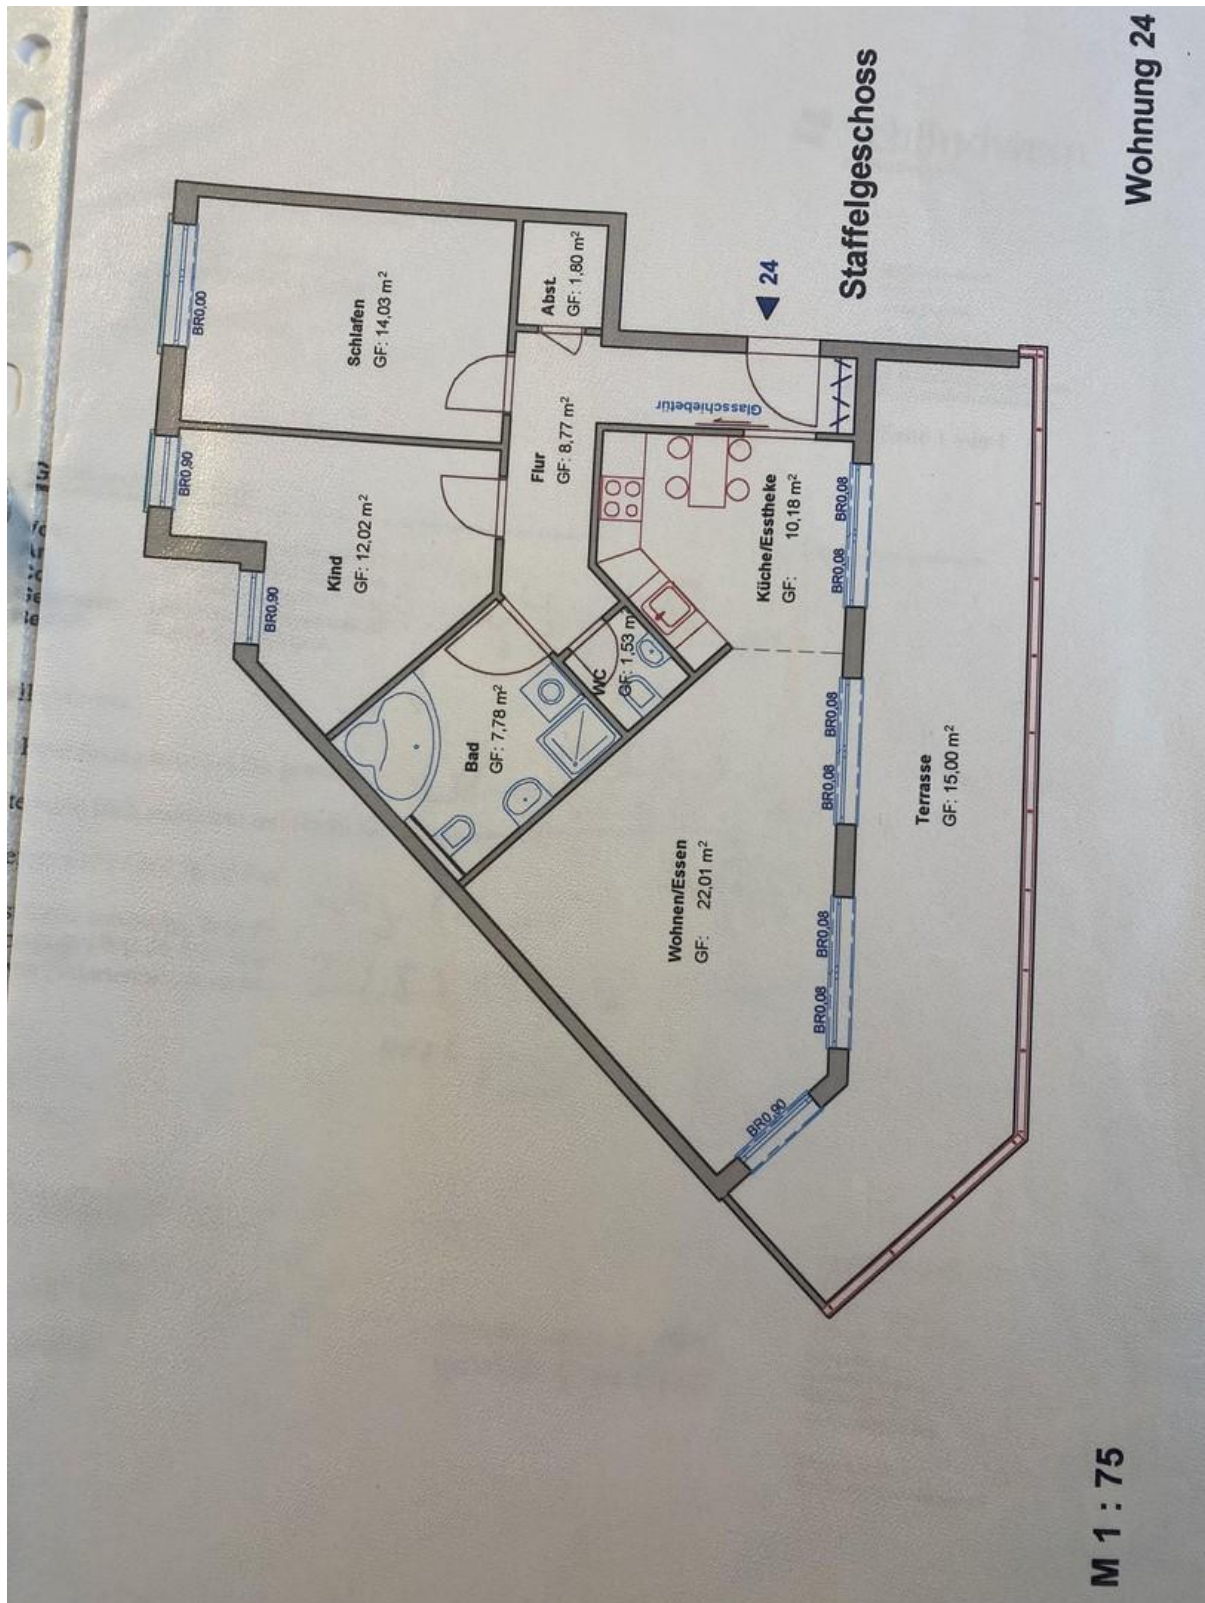 BR0,00
BR0,90
BR0,90
Schlafen
GF: 14,03 m²
Abst.
GF: 1,80 m²
Kind
GF: 12,02 m²
Flur
GF: 8,77 m²
Glasschiebetür
24
Staffelgeschoss
Wohnung 24
Bad
GF: 7,78 m²
WC
GF: 1,53 m²
Küche/Esstheke
GF: 10,18 m²
BR0,08
BR0,08
BR0,08
BR0,08
BR0,08
BR0,08
BR0,90
Wohnen/Essen
GF: 22,01 m²
Terrasse
GF: 15,00 m²
M 1 : 75